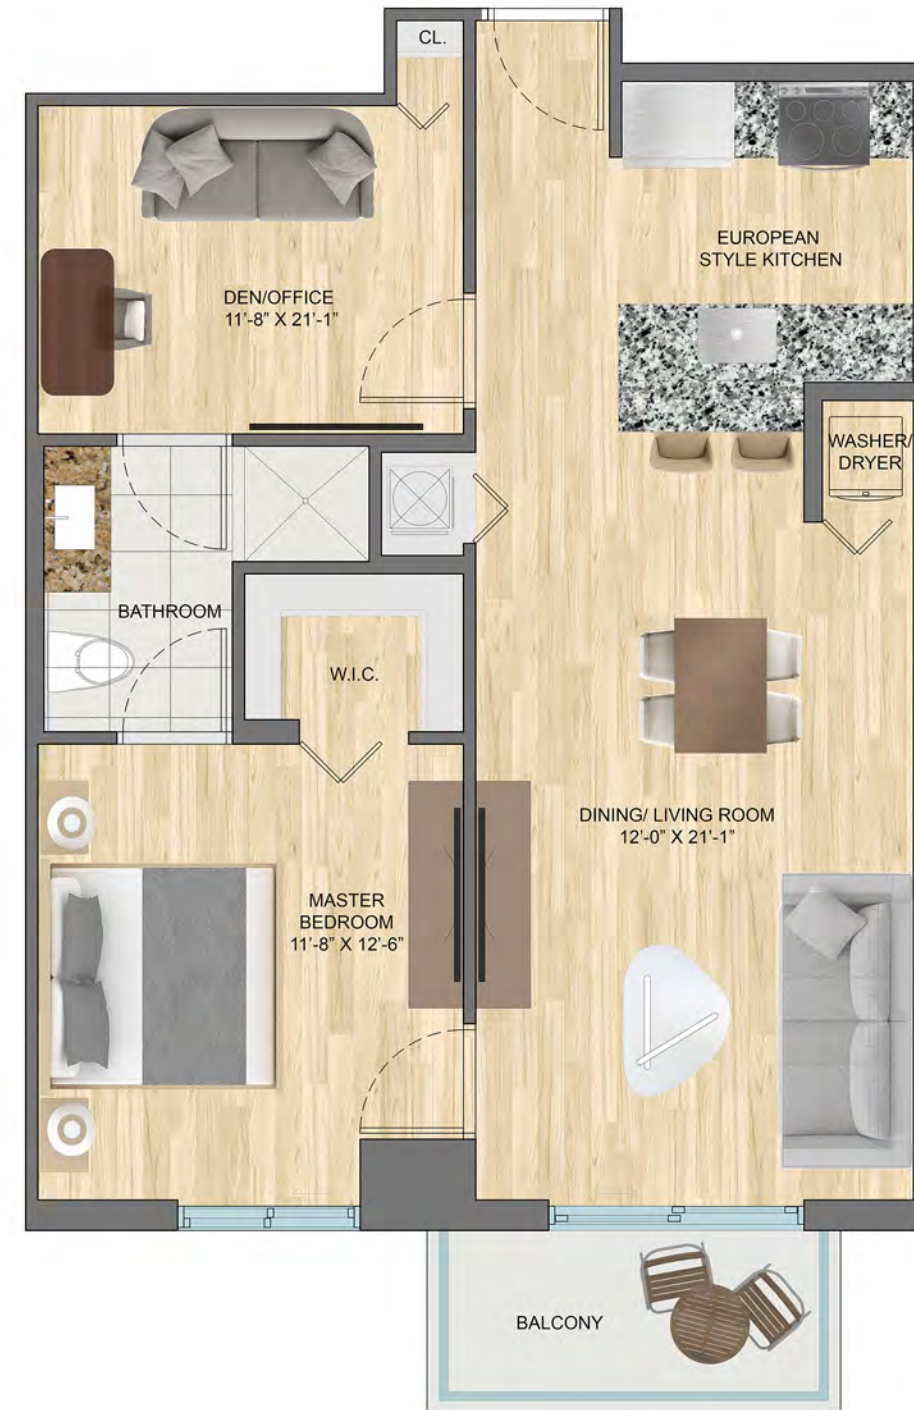 CL.
EUROPEAN
STYLE KITCHEN
DEN/OFFICE
11'-8" X 21'-1"
WASHER/
DRYER
BATHROOM
W.I.C.
DINING/ LIVING ROOM
12'-0" X 21'-1"
MASTER
BEDROOM
11'-8" X 12'-6"
BALCONY